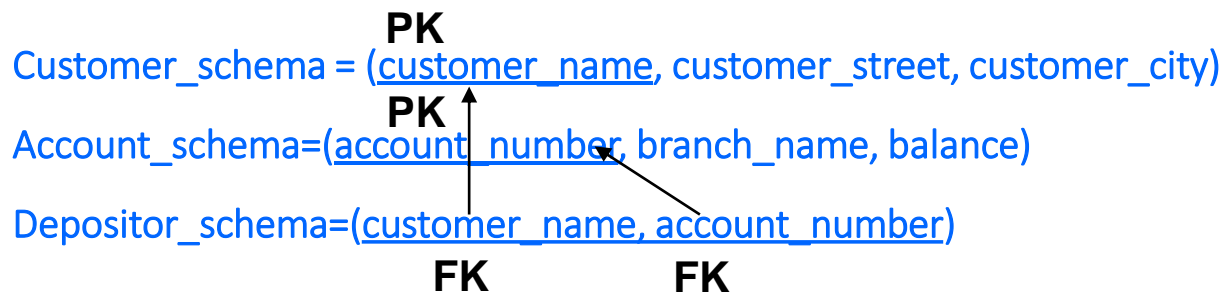 PK
Customer_schema = (customer_name, customer_street, customer_city)
PK
Account_schema=(account_number, branch_name, balance)
Depositor_schema=(customer_name, account_number)
FK FK